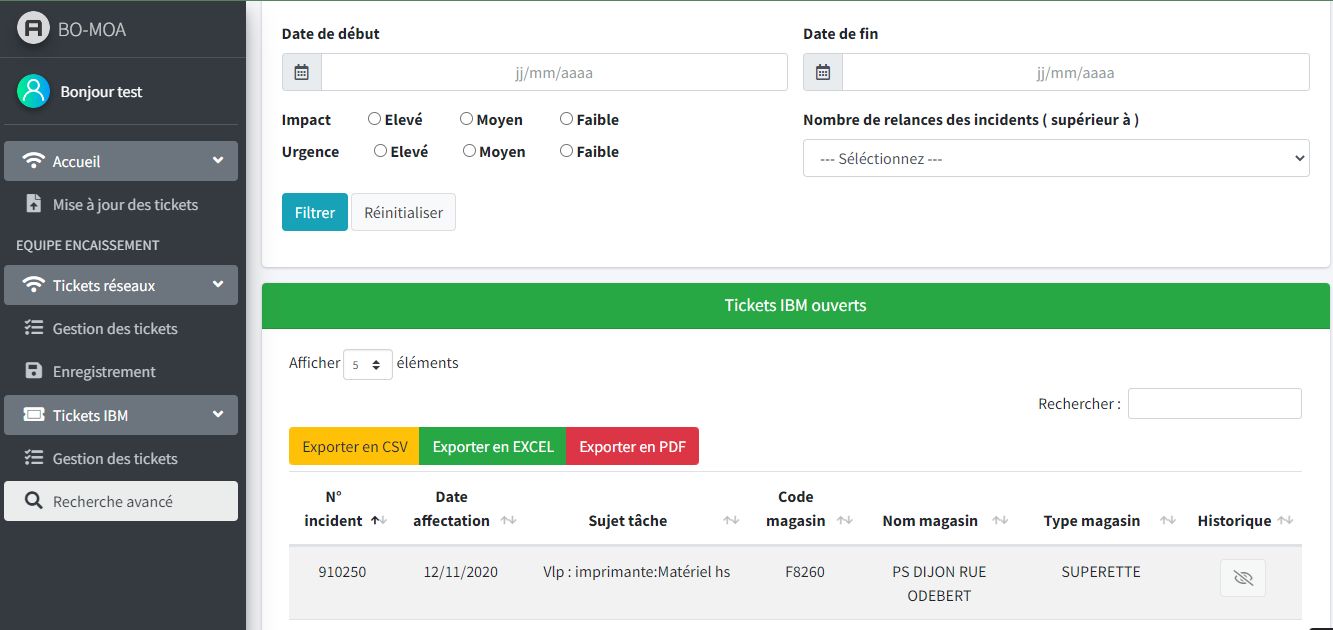 BO-MOA
Bonjour test
Accueil
Mise à jour des tickets
EQUIPE ENCAISSEMENT
Tickets réseaux
Gestion des tickets
Enregistrement
Tickets IBM
Gestion des tickets
Recherche avancé
Date de début
Date de fin
jj/mm/aaaa
jj/mm/aaaa
Impact Elevé Moyen Faible
Urgence Elevé Moyen Faible
Nombre de relances des incidents ( supérieur à )
--- Séléctionnez ---
Filtrer Réinitialiser
Tickets IBM ouverts
Afficher 5 éléments
Rechercher :
Exporter en CSV Exporter en EXCEL Exporter en PDF
N° incident Date affectation Sujet tâche Code magasin Nom magasin Type magasin Historique
910250 12/11/2020 Vlp : imprimante:Matériel hs F8260 PS DIJON RUE ODEBERT SUPERETTE